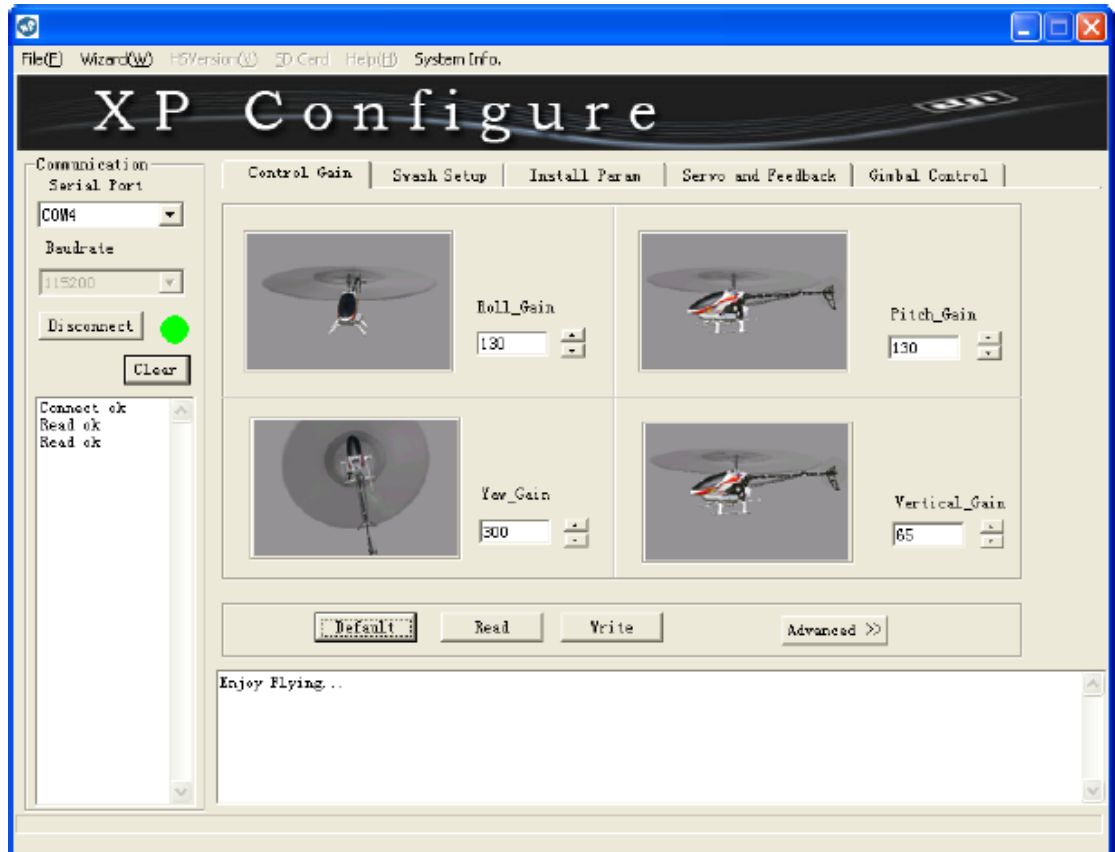 File(F) Wizard(W) HSVersion(V) SD Card Help(H) System Info.
XP Configure
Communication
Serial Port
COM4
Baudrate
115200
Disconnect
Clear
Connect ok
Read ok
Read ok
Control Gain
Swash Setup
Install Param
Servo and Feedback
Gimbal Control
Roll_Gain
130
Pitch_Gain
130
Yaw_Gain
300
Vertical_Gain
65
Default
Read
Write
Advanced >>
Enjoy Flying...